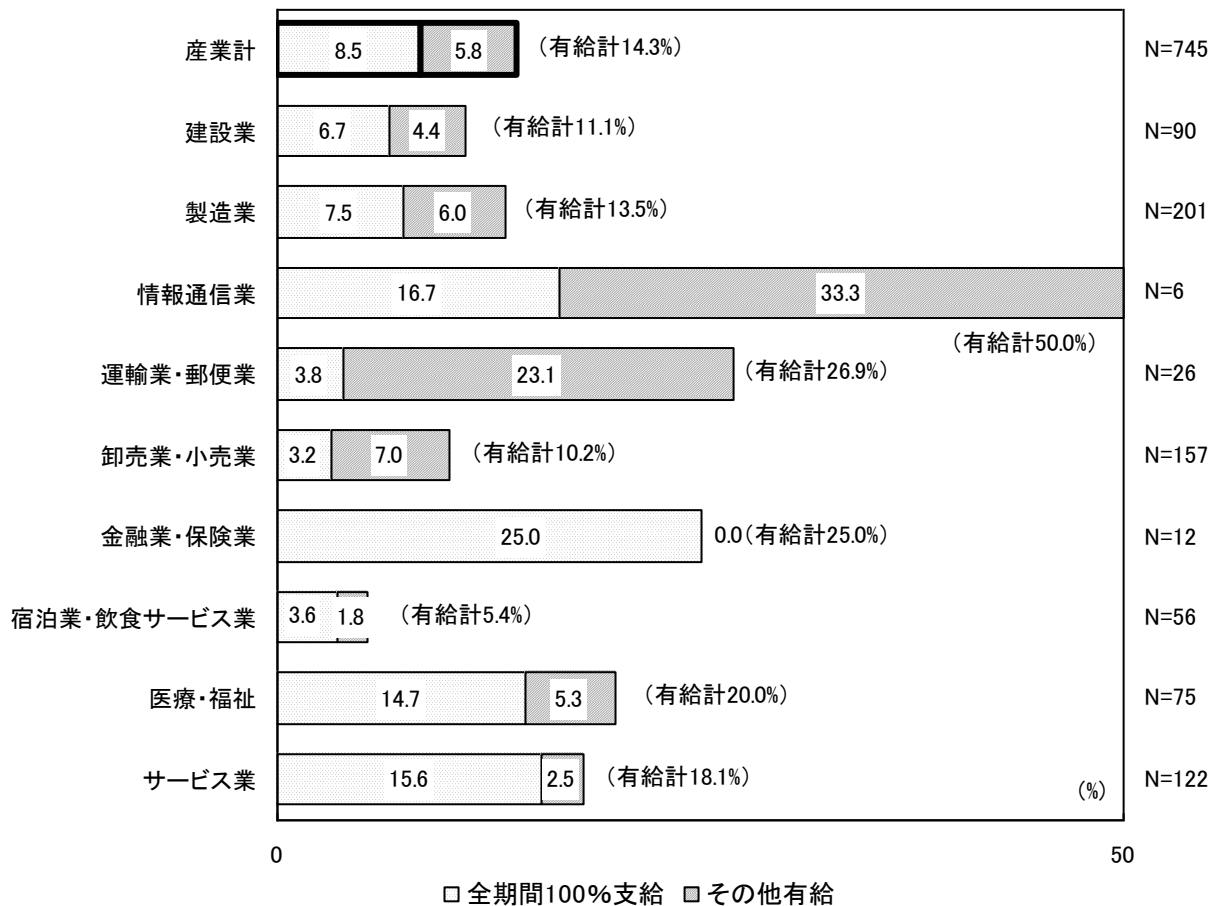 産業計 8.5 5.8 (有給計14.3%) N=745
建設業 6.7 4.4 (有給計11.1%) N=90
製造業 7.5 6.0 (有給計13.5%) N=201
情報通信業 16.7 33.3 N=6
(有給計50.0%)
運輸業・郵便業 3.8 23.1 (有給計26.9%) N=26
卸売業・小売業 3.2 7.0 (有給計10.2%) N=157
金融業・保険業 25.0 0.0(有給計25.0%) N=12
宿泊業・飲食サービス業 3.6 1.8 (有給計5.4%) N=56
医療・福祉 14.7 5.3 (有給計20.0%) N=75
サービス業 15.6 2.5 (有給計18.1%) (%) N=122
0 50
全期間100%支給 その他有給